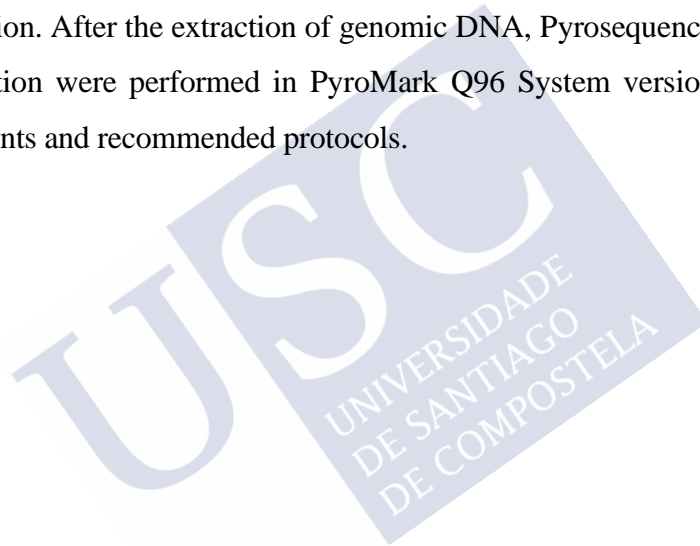 ion. After the extraction of genomic DNA, Pyrosequenc
tion were performed in PyroMark Q96 System versio
nts and recommended protocols.
USC
UNIVERSIDADE
DE SANTIAGO
DE COMPOSTELA